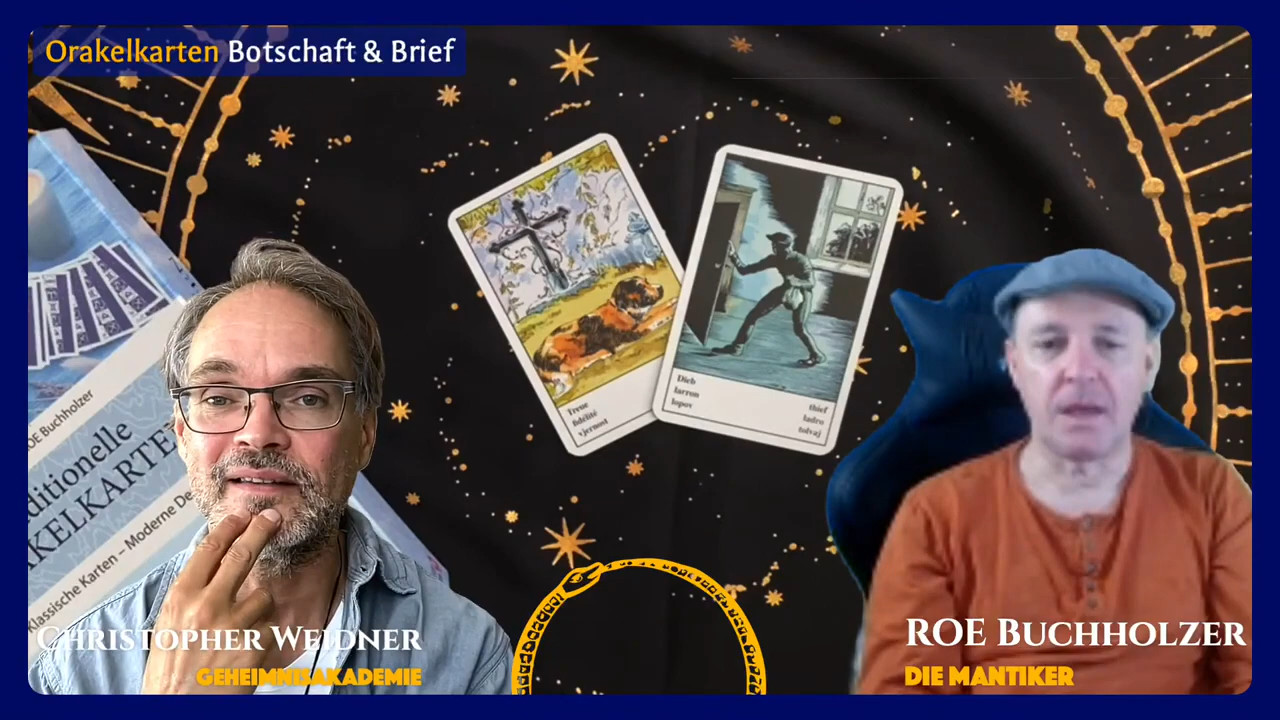 Orakelkarten Botschaft & Brief
Treue
fidélité
vjernost
Dieb
larron
lopov
thief
ladro
tolvaj
OE Buchholzer
ditionelle
KELKARTE
Klassische Karten – Moderne De
CHRISTOPHER WEIDNER
GEHEIMNISAKADEMIE
ROE BUCHHOLZER
DIE MANTIKER